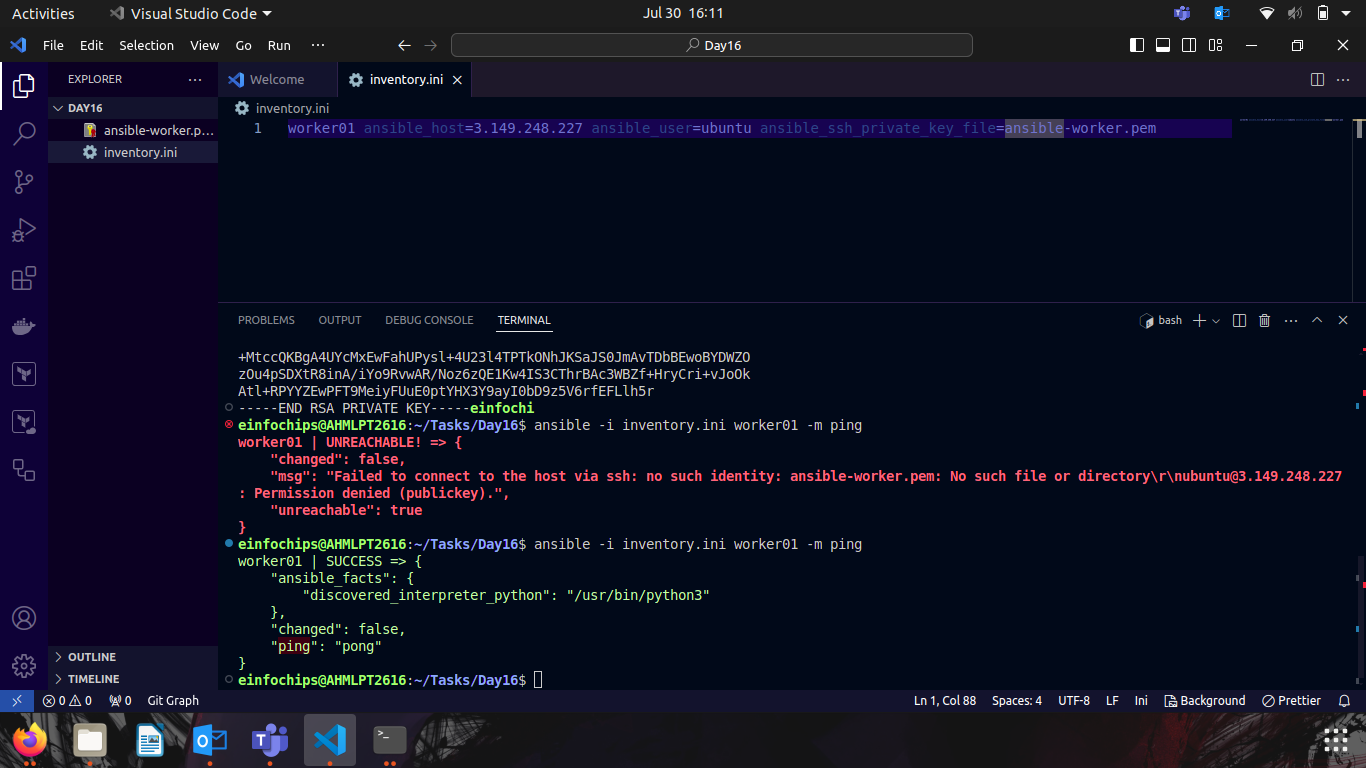 Activities
Visual Studio Code
Jul 30 16:11
File Edit Selection View Go Run ···
Day16
EXPLORER ···
DAY16
ansible-worker.p...
inventory.ini
OUTLINE
TIMELINE
Welcome
inventory.ini
inventory.ini
1 worker01 ansible_host=3.149.248.227 ansible_user=ubuntu ansible_ssh_private_key_file=ansible-worker.pem
PROBLEMS OUTPUT DEBUG CONSOLE TERMINAL
bash
+MtccQKBgA4UYcMxEwFahUPysl+4U23l4TPTkONhJKSaJS0JmAvTDbBEwoBYDWZO
zOu4pSDXtR8inA/iYo9RvwAR/Noz6zQE1Kw4IS3CThrBAc3WBZf+HryCri+vJoOk
Atl+RPYYZEwPFT9MeiyFUuE0ptYHX3Y9ayI0bD9z5V6rfEFLlh5r
-----END RSA PRIVATE KEY-----einfochi
einfochips@AHMLPT2616:~/Tasks/Day16$ ansible -i inventory.ini worker01 -m ping
worker01 | UNREACHABLE! => {
    "changed": false,
    "msg": "Failed to connect to the host via ssh: no such identity: ansible-worker.pem: No such file or directory\r\nubuntu@3.149.248.227
: Permission denied (publickey).",
    "unreachable": true
}
einfochips@AHMLPT2616:~/Tasks/Day16$ ansible -i inventory.ini worker01 -m ping
worker01 | SUCCESS => {
    "ansible_facts": {
        "discovered_interpreter_python": "/usr/bin/python3"
    },
    "changed": false,
    "ping": "pong"
}
einfochips@AHMLPT2616:~/Tasks/Day16$
0 0 0 Git Graph
Ln 1, Col 88 Spaces: 4 UTF-8 LF Ini Background Prettier